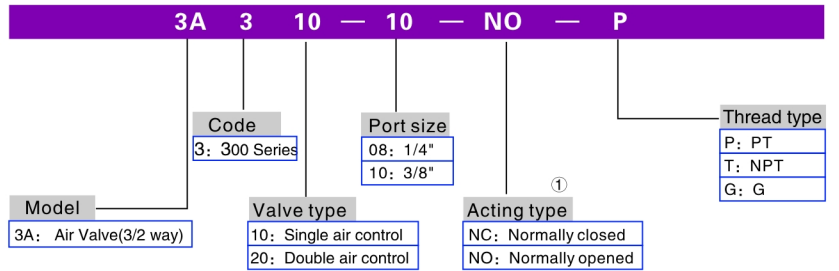 3A 3 10 — 10 — NO — P
Code
3：300 Series
Port size
08：1/4"
10：3/8"
Thread type
P：PT
T：NPT
G：G
Model
3A： Air Valve(3/2 way)
Valve type
10：Single air control
20：Double air control
Acting type ①
NC：Normally closed
NO：Normally opened